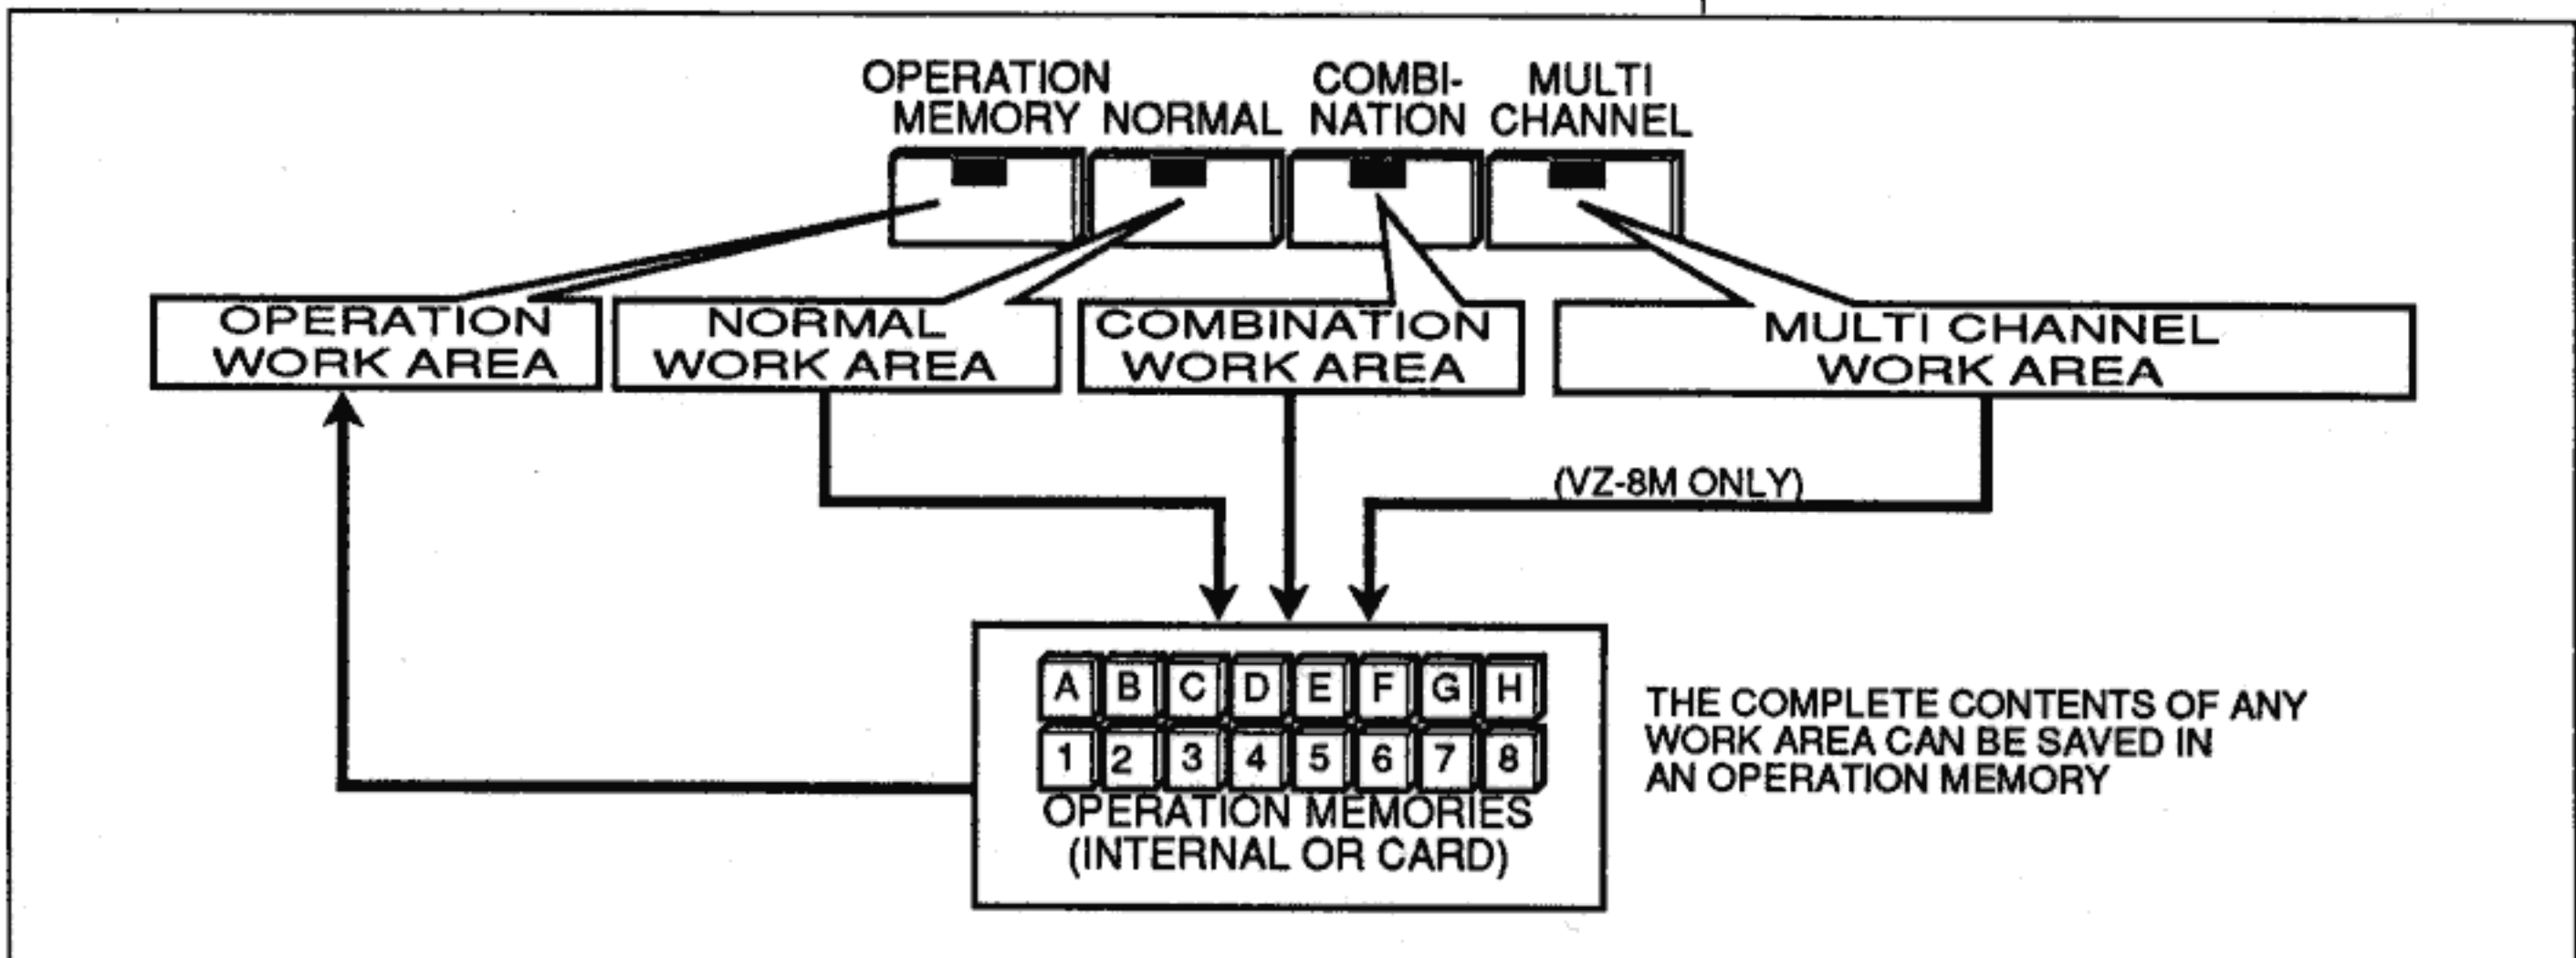 OPERATION
MEMORY
NORMAL
COMBI-
NATION
MULTI
CHANNEL
OPERATION
WORK AREA
NORMAL
WORK AREA
COMBINATION
WORK AREA
MULTI CHANNEL
WORK AREA
(VZ-8M ONLY)
A B C D E F G H
1 2 3 4 5 6 7 8
OPERATION MEMORIES
(INTERNAL OR CARD)
THE COMPLETE CONTENTS OF ANY
WORK AREA CAN BE SAVED IN
AN OPERATION MEMORY